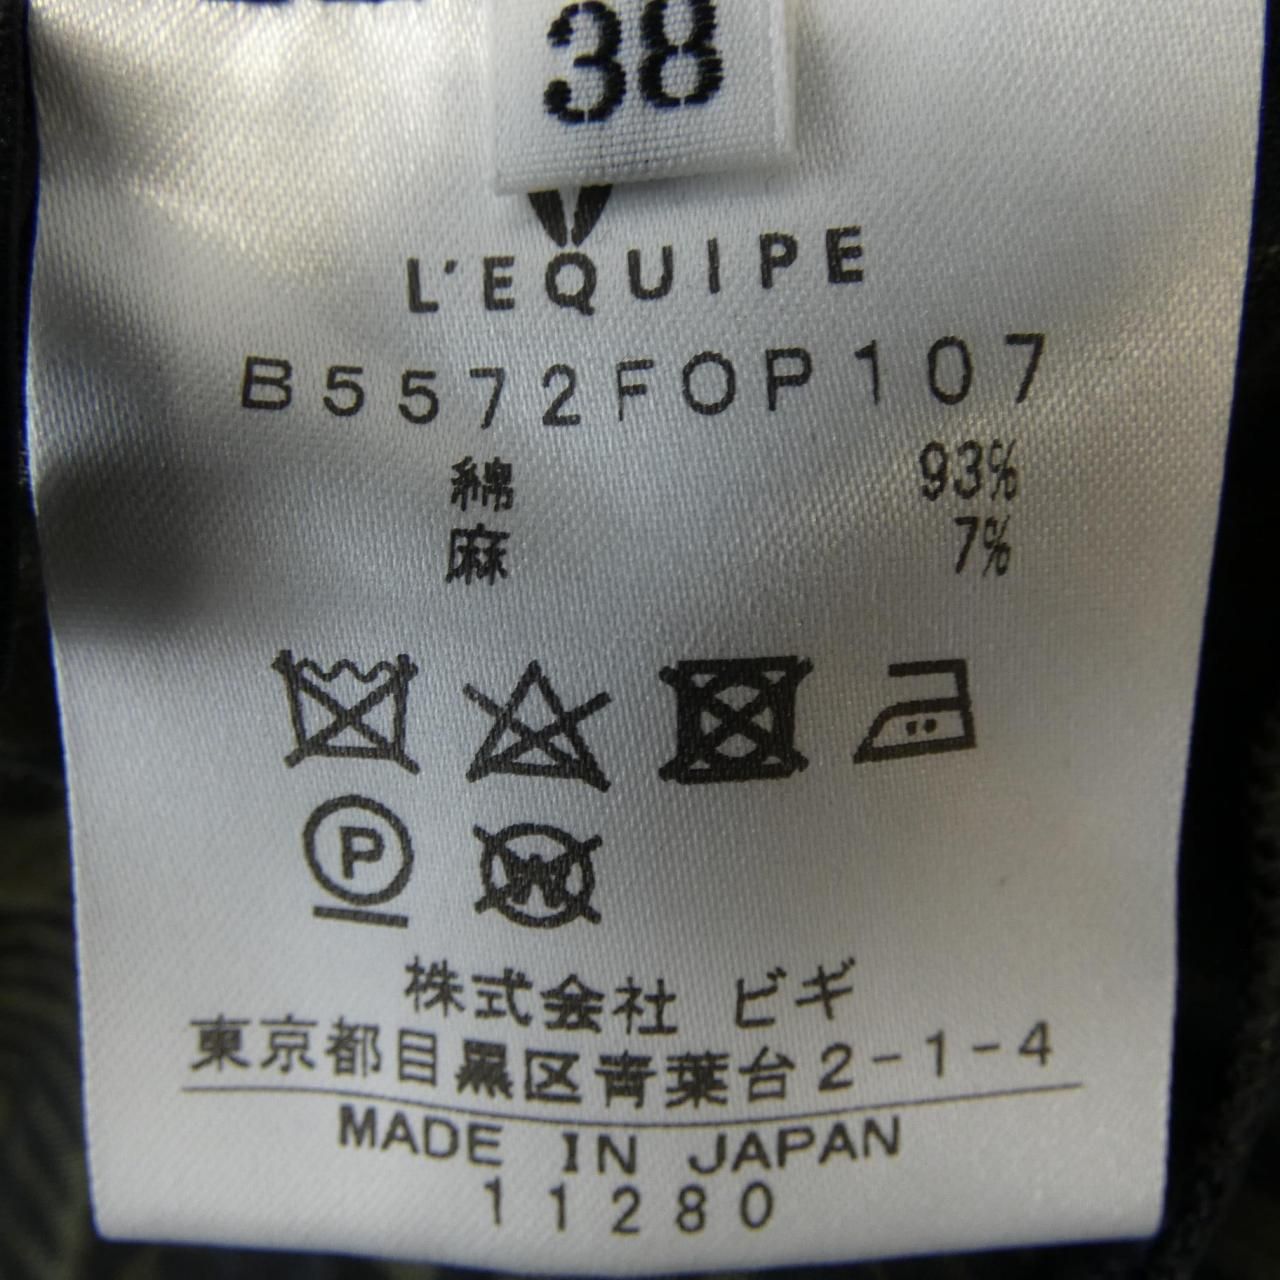 38
L'EQUIPE
B5572FOP107
綿 93%
麻 7%
P
W
株式会社 ビギ
東京都目黒区青葉台2-1-4
MADE IN JAPAN
11280